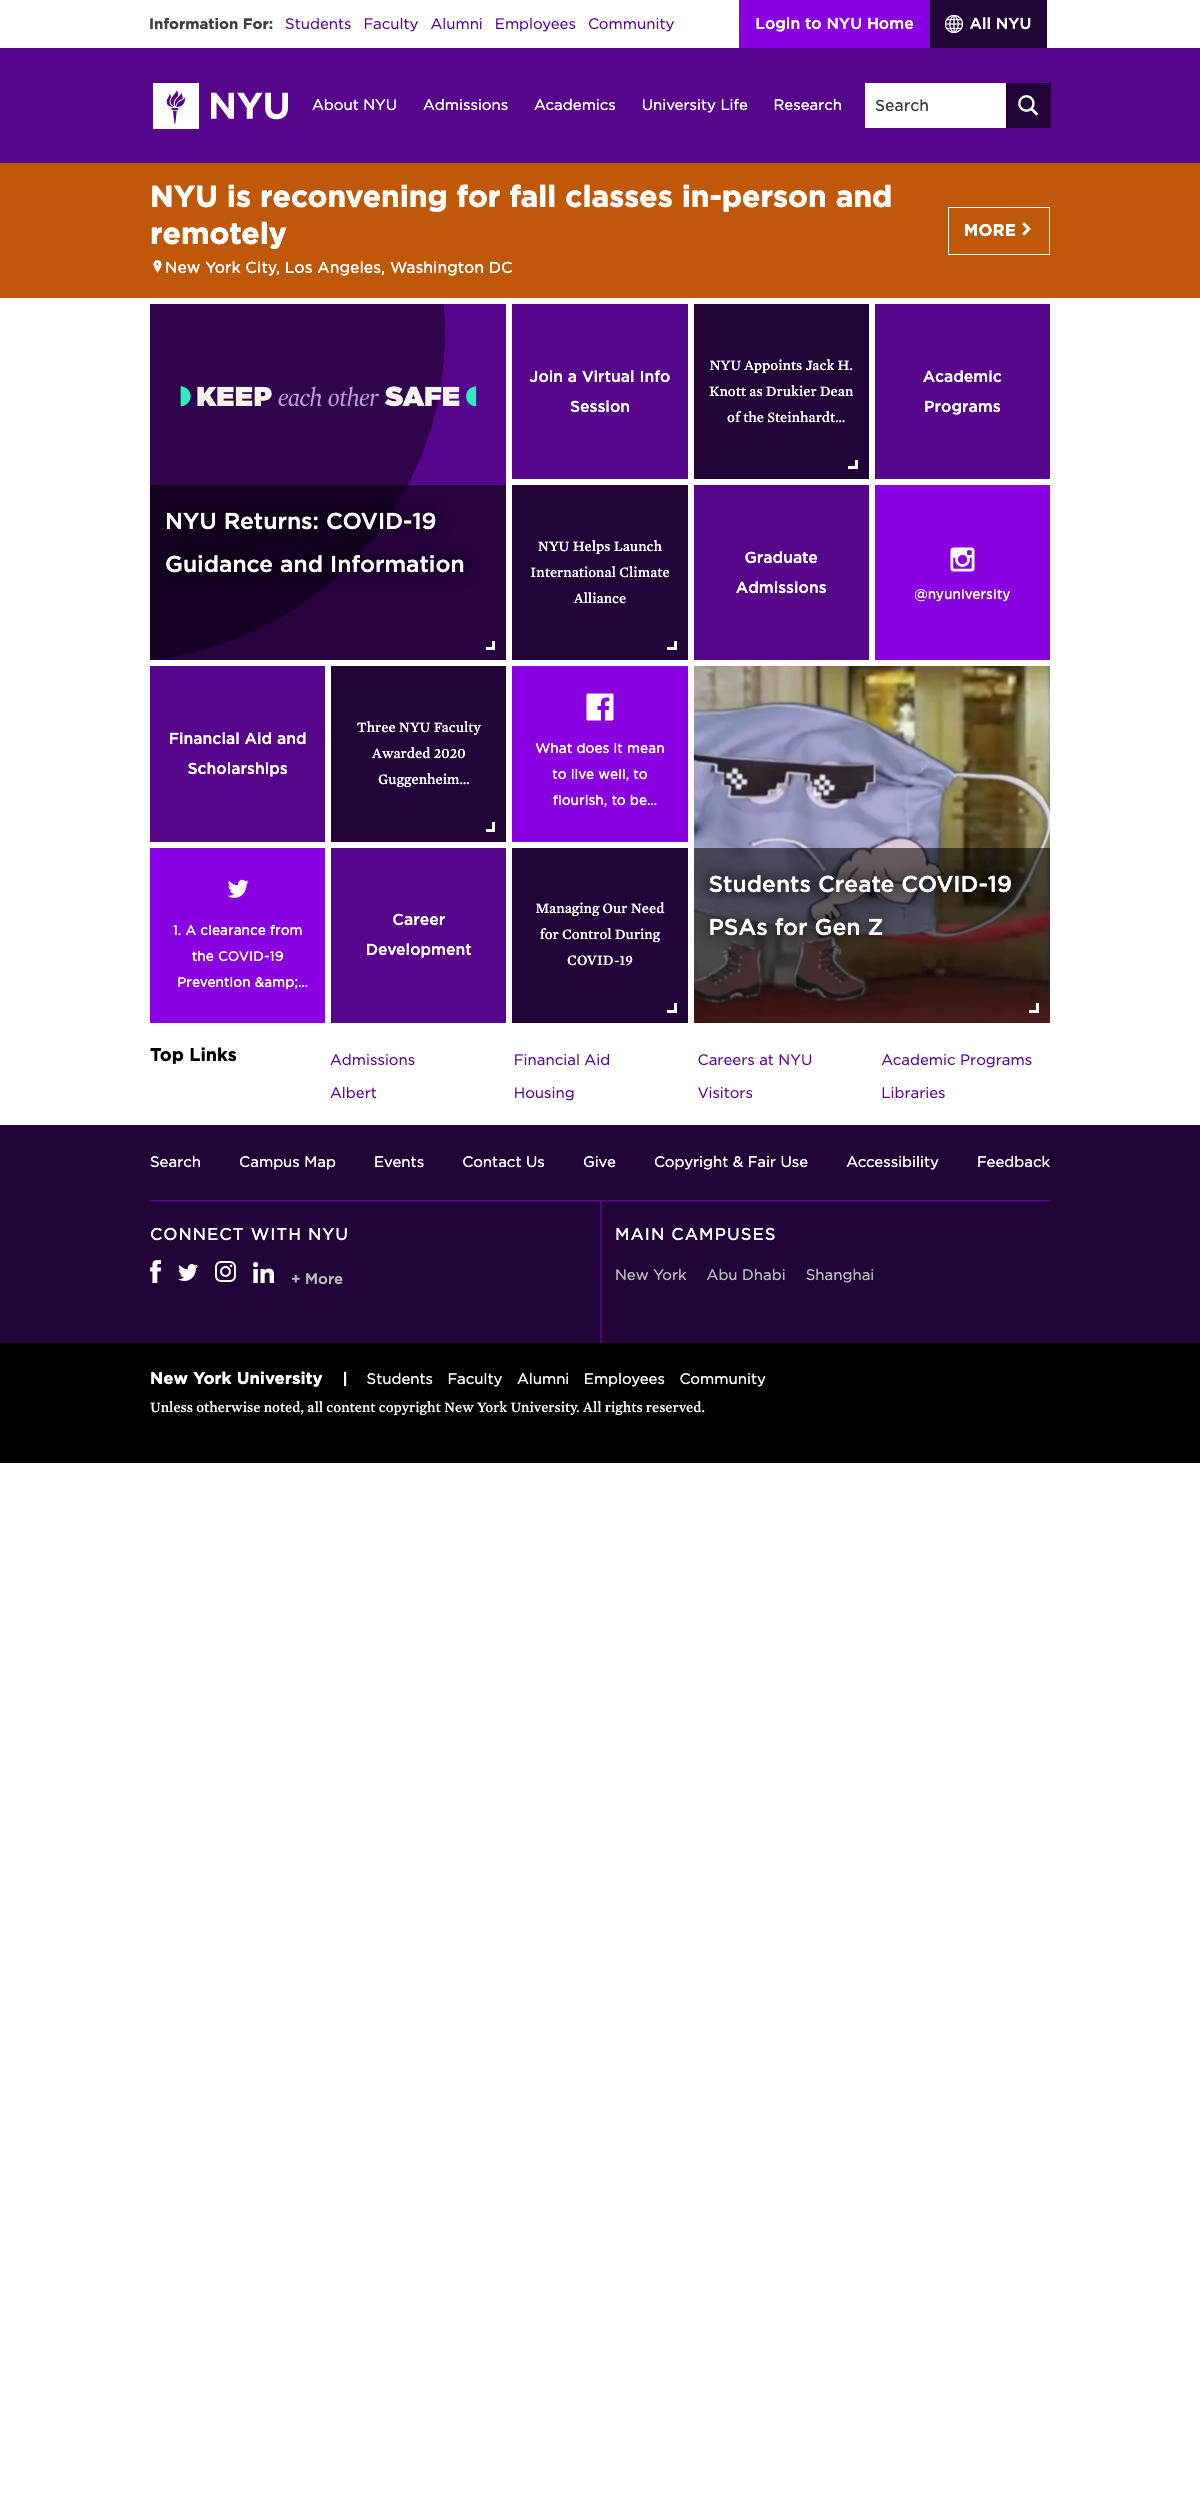 Information For: Students Faculty Alumni Employees Community
Login to NYU Home
All NYU
NYU
About NYU Admissions Academics University Life Research
Search
NYU is reconvening for fall classes in-person and
remotely
New York City, Los Angeles, Washington DC
MORE
KEEP each other SAFE
NYU Returns: COVID-19
Guidance and Information
Join a Virtual Info
Session
NYU Appoints Jack H.
Knott as Drukier Dean
of the Steinhardt...
Academic
Programs
NYU Helps Launch
International Climate
Alliance
Graduate
Admissions
@nyuniversity
Financial Aid and
Scholarships
Three NYU Faculty
Awarded 2020
Guggenheim...
What does it mean
to live well, to
flourish, to be...
Students Create COVID-19
PSAs for Gen Z
1. A clearance from
the COVID-19
Prevention &amp;...
Career
Development
Managing Our Need
for Control During
COVID-19
Top Links
Admissions Financial Aid Careers at NYU Academic Programs
Albert Housing Visitors Libraries
Search Campus Map Events Contact Us Give Copyright & Fair Use Accessibility Feedback
CONNECT WITH NYU
+ More
MAIN CAMPUSES
New York Abu Dhabi Shanghai
New York University | Students Faculty Alumni Employees Community
Unless otherwise noted, all content copyright New York University. All rights reserved.